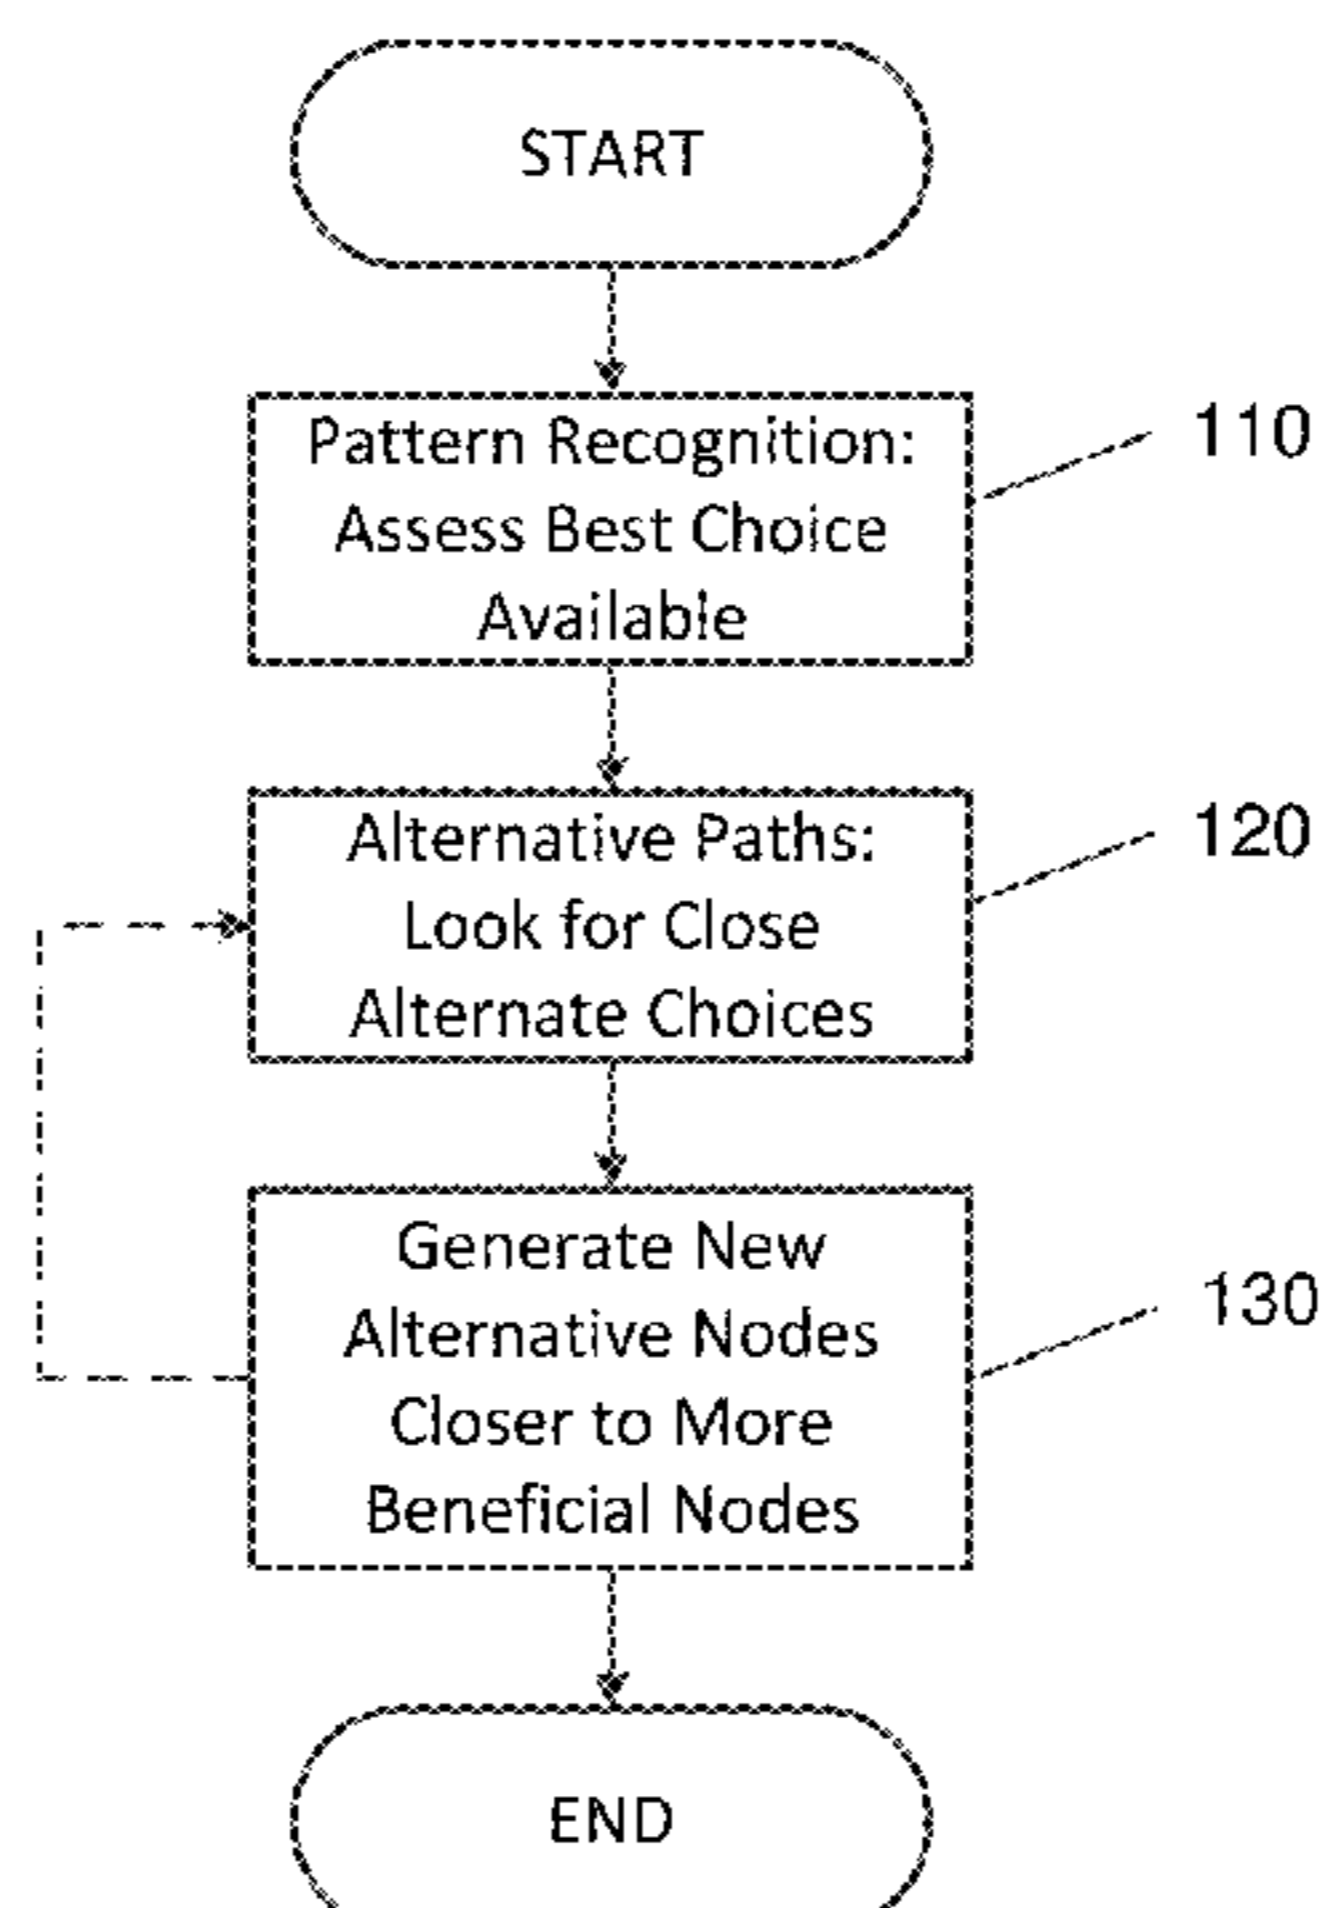 START
Pattern Recognition:
Assess Best Choice
Available
110
Alternative Paths:
Look for Close
Alternate Choices
120
Generate New
Alternative Nodes
Closer to More
Beneficial Nodes
130
END